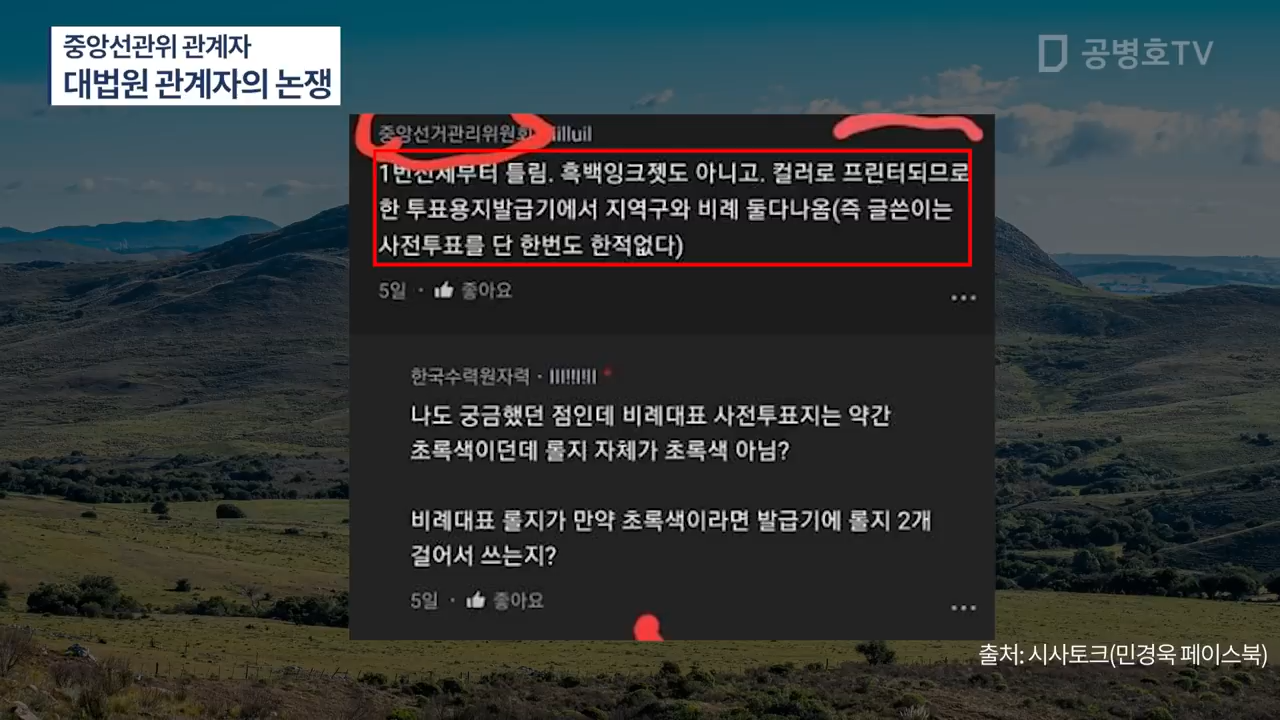 중앙선관위 관계자
대법원 관계자의 논쟁
공병호TV
중앙선거관리위원회
1번전제부터 틀림. 흑백잉크젯도 아니고. 컬러로 프린터되므로
한 투표용지발급기에서 지역구와 비례 둘다나옴(즉 글쓴이는
사전투표를 단 한번도 한적없다)
5일 · 좋아요
한국수력원자력 ·
나도 궁금했던 점인데 비례대표 사전투표지는 약간
초록색이던데 롤지 자체가 초록색 아님?
비례대표 롤지가 만약 초록색이라면 발급기에 롤지 2개
걸어서 쓰는지?
5일 · 좋아요
출처: 시사토크(민경욱 페이스북)